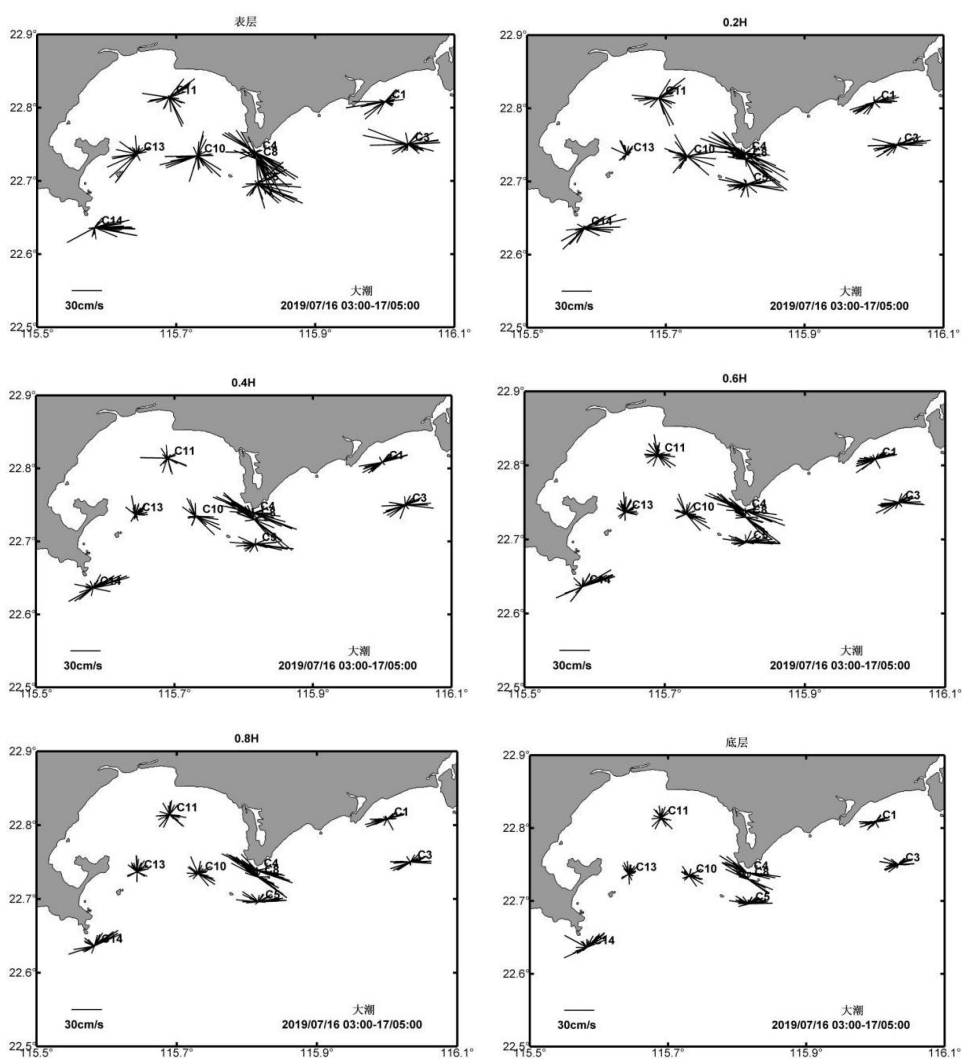 表层
22.9°
22.8°
22.7°
22.6°
22.5°
115.5°
115.7°
115.9°
116.1°
C11
C1
C13
C10
C4
C8
C3
C14
大潮
30cm/s
2019/07/16 03:00-17/05:00
0.2H
22.9°
22.8°
22.7°
22.6°
22.5°
115.5°
115.7°
115.9°
116.1°
C11
C1
C13
C10
C4
C8
C3
C5
C14
大潮
30cm/s
2019/07/16 03:00-17/05:00
0.4H
22.9°
22.8°
22.7°
22.6°
22.5°
115.5°
115.7°
115.9°
116.1°
C11
C1
C13
C10
C4
C8
C3
C5
C14
大潮
30cm/s
2019/07/16 03:00-17/05:00
0.6H
22.9°
22.8°
22.7°
22.6°
22.5°
115.5°
115.7°
115.9°
116.1°
C11
C1
C13
C10
C4
C8
C3
C5
C14
大潮
30cm/s
2019/07/16 03:00-17/05:00
0.8H
22.9°
22.8°
22.7°
22.6°
22.5°
115.5°
115.7°
115.9°
116.1°
C11
C1
C13
C10
C4
C8
C3
C5
C14
大潮
30cm/s
2019/07/16 03:00-17/05:00
底层
22.9°
22.8°
22.7°
22.6°
22.5°
115.5°
115.7°
115.9°
116.1°
C11
C1
C13
C10
C4
C8
C3
C5
C14
大潮
30cm/s
2019/07/16 03:00-17/05:00